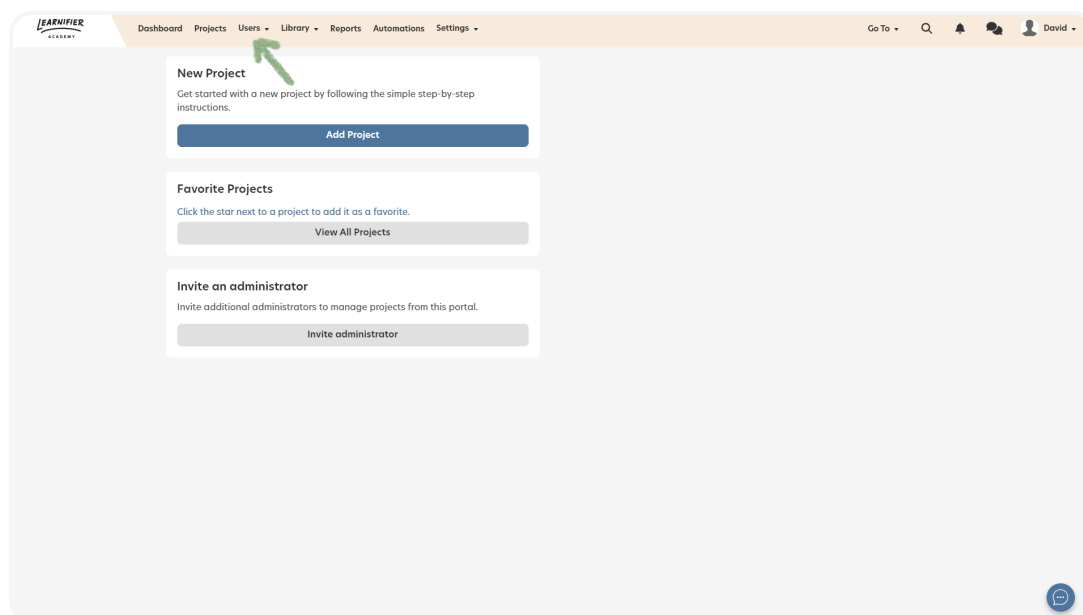 LEARNIFIER
ACADEMY
Dashboard Projects Users Library Reports Automations Settings
Go To David
New Project
Get started with a new project by following the simple step-by-step
instructions.
Add Project
Favorite Projects
Click the star next to a project to add it as a favorite.
View All Projects
Invite an administrator
Invite additional administrators to manage projects from this portal.
Invite administrator